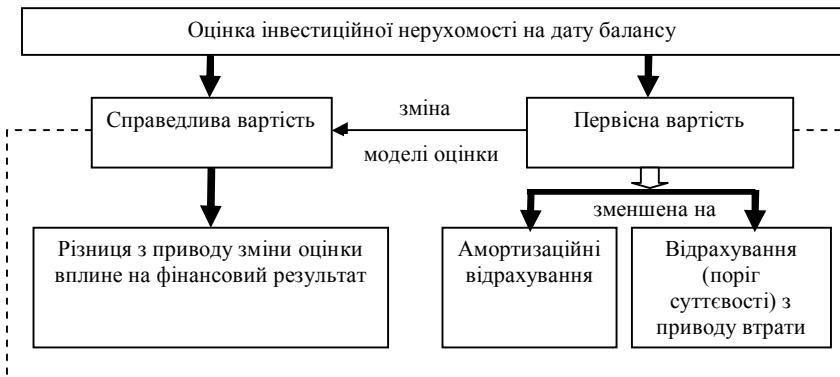 Оцінка інвестиційної нерухомості на дату балансу
Справедлива вартість
зміна
моделі оцінки
Первісна вартість
зменшена на
Різниця з приводу зміни оцінки
вплине на фінансовий результат
Амортизаційні
відрахування
Відрахування
(поріг
суттєвості) з
приводу втрати